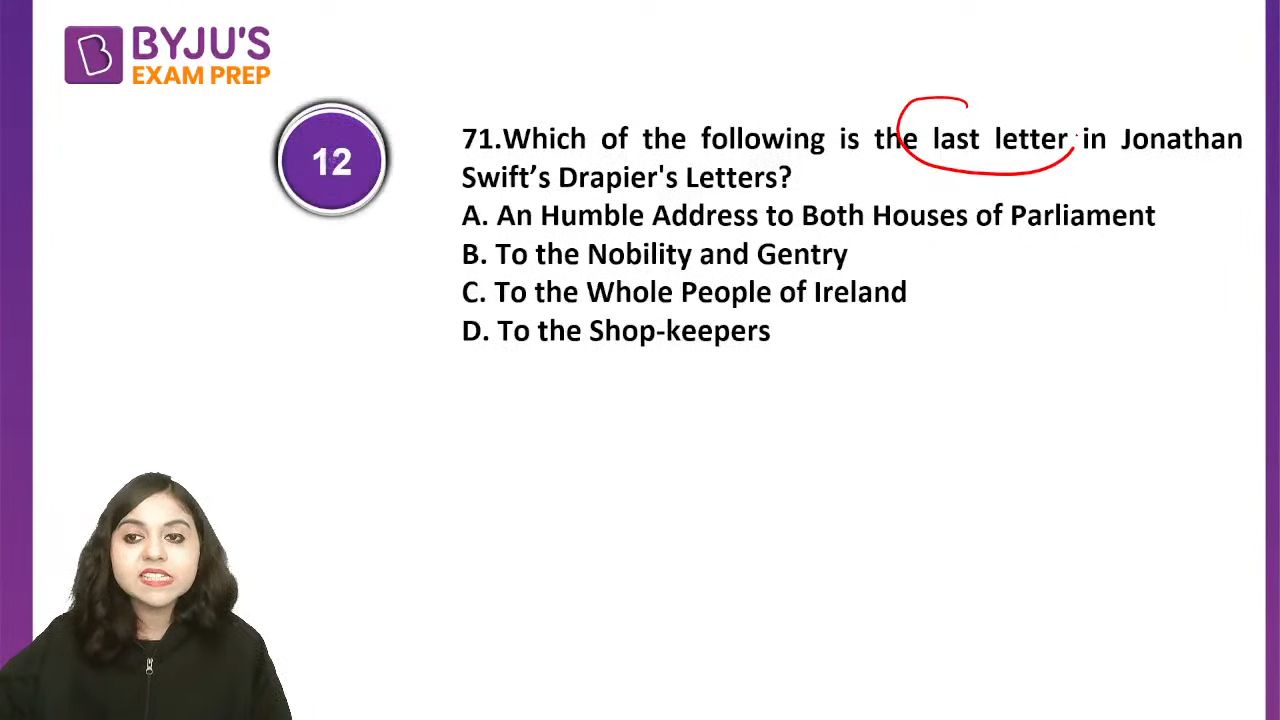 BYJU'S
EXAM PREP
12
71.Which of the following is the last letter in Jonathan
Swift’s Drapier's Letters?
A. An Humble Address to Both Houses of Parliament
B. To the Nobility and Gentry
C. To the Whole People of Ireland
D. To the Shop-keepers